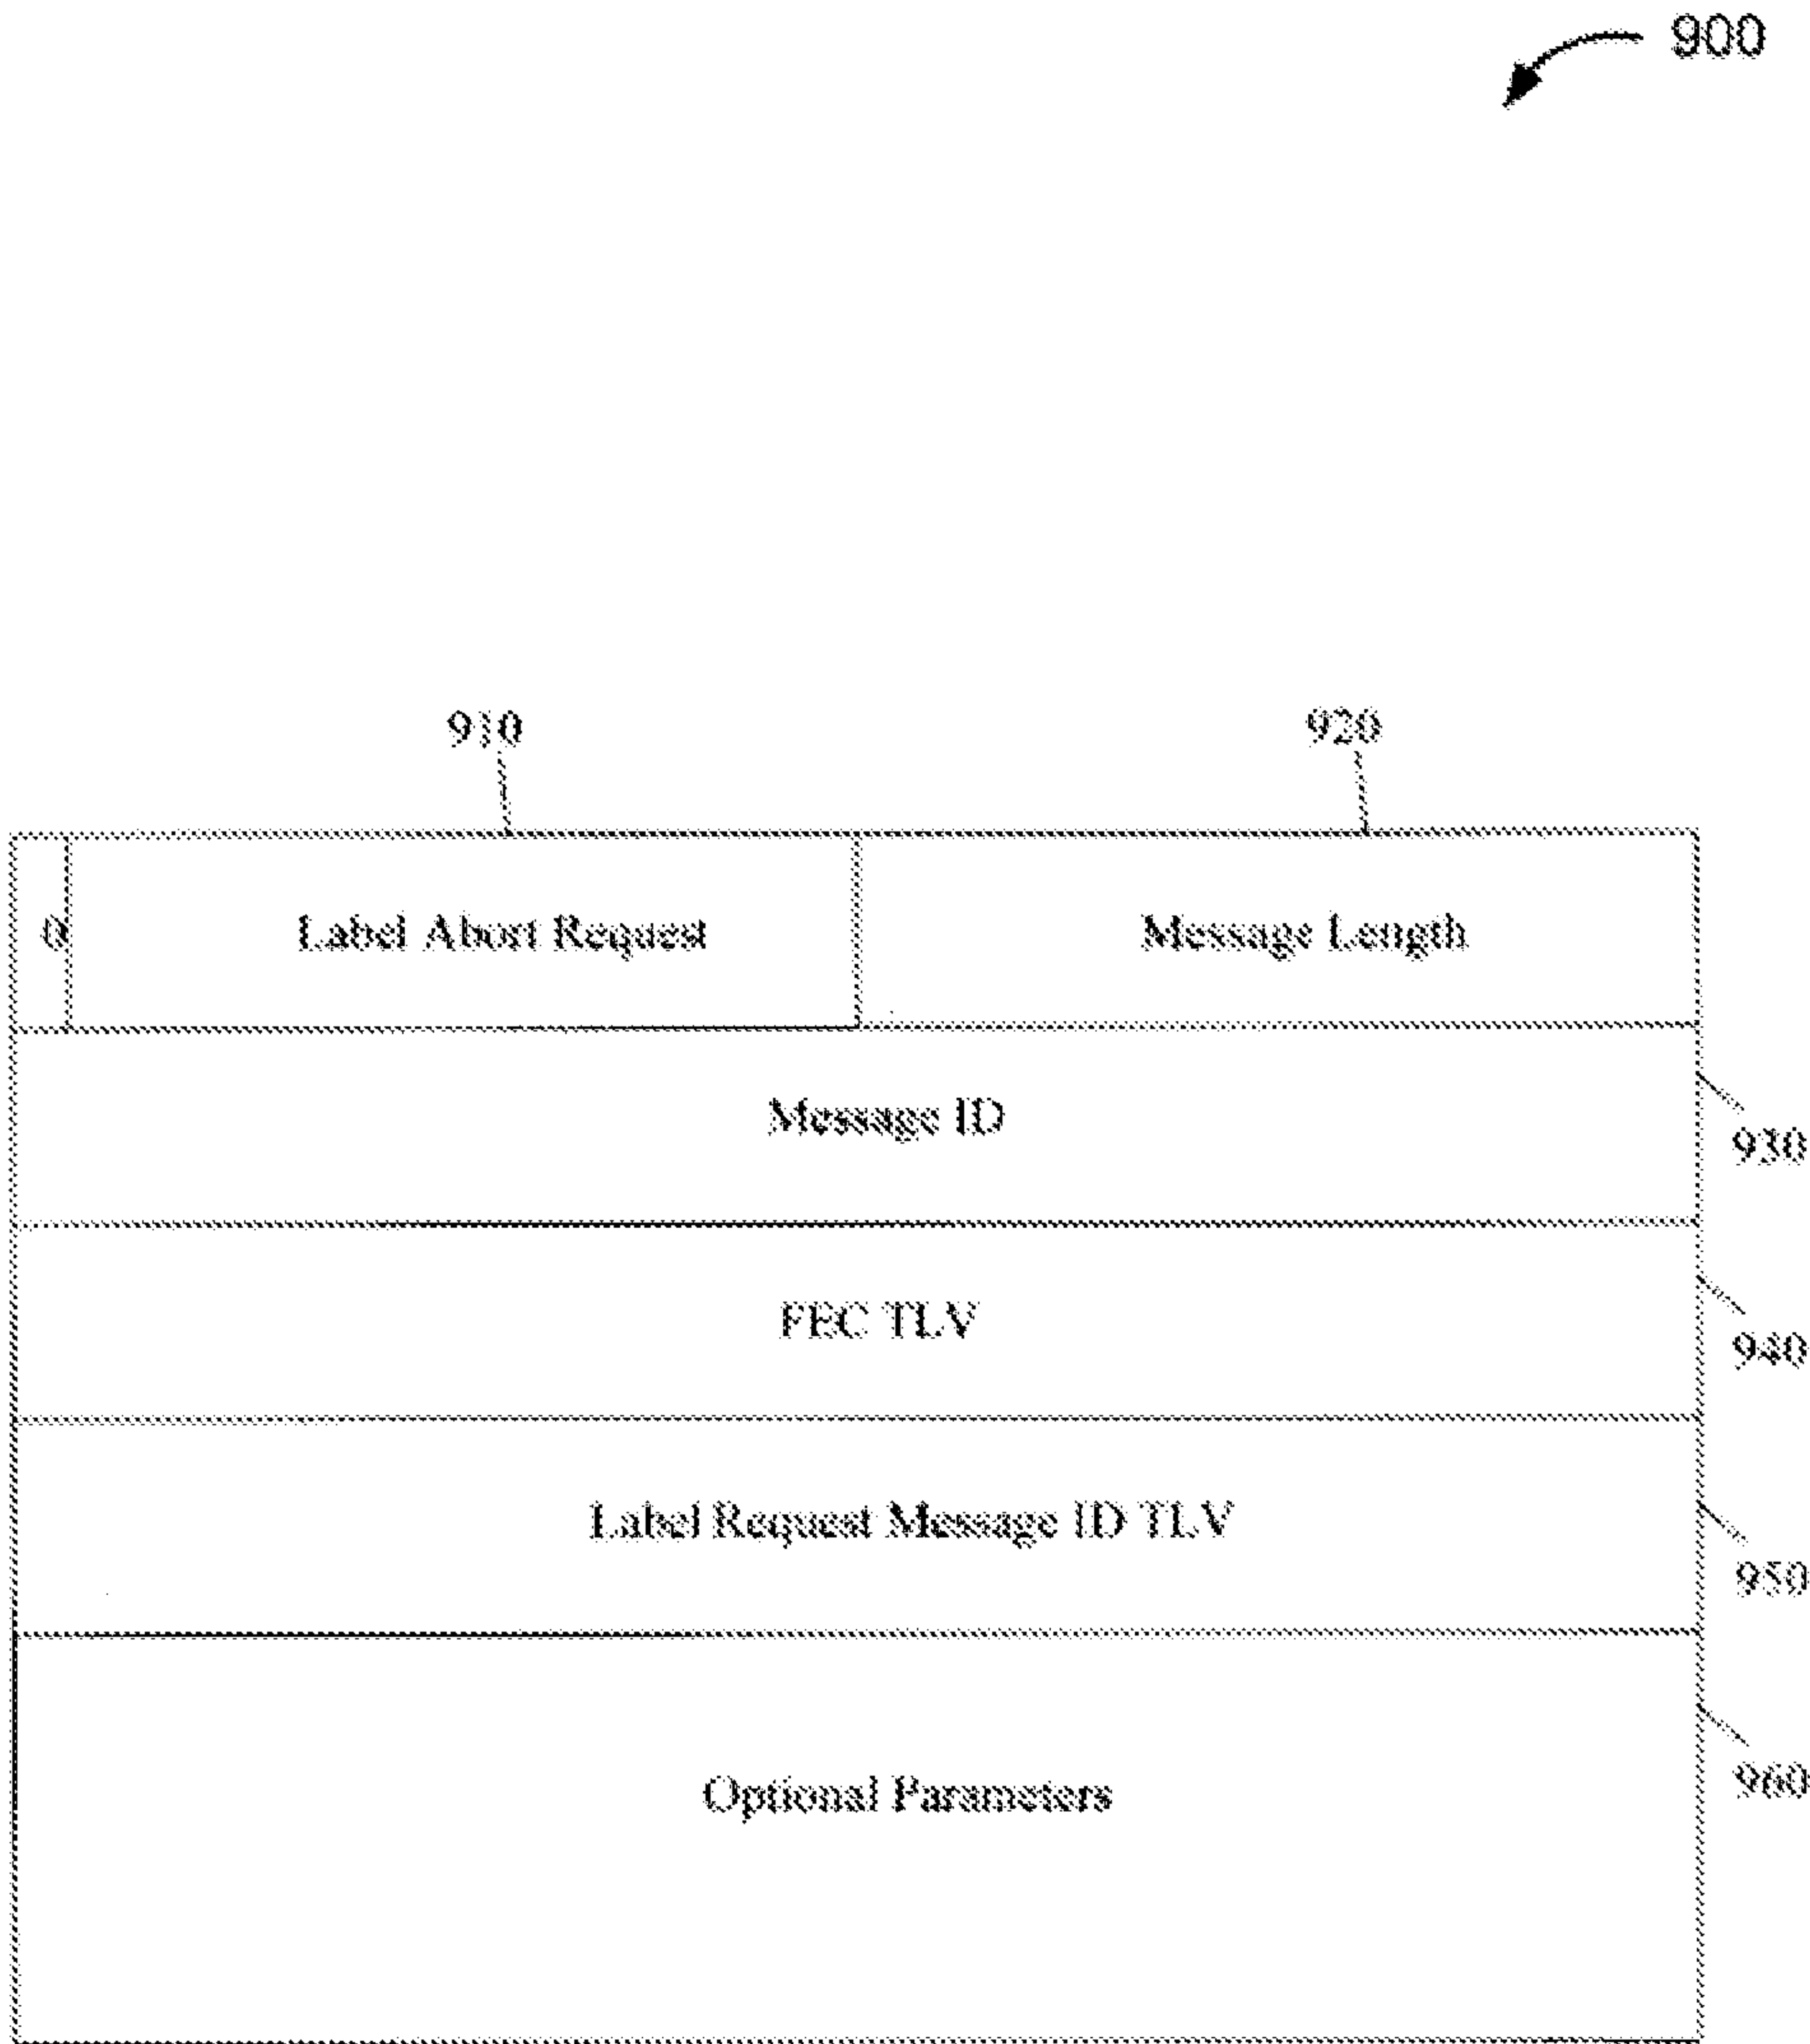 900
910
920
0 Label Abort Request Message Length
Message ID
930
FEC TLV
940
Label Request Message ID TLV
950
Optional Parameters
960